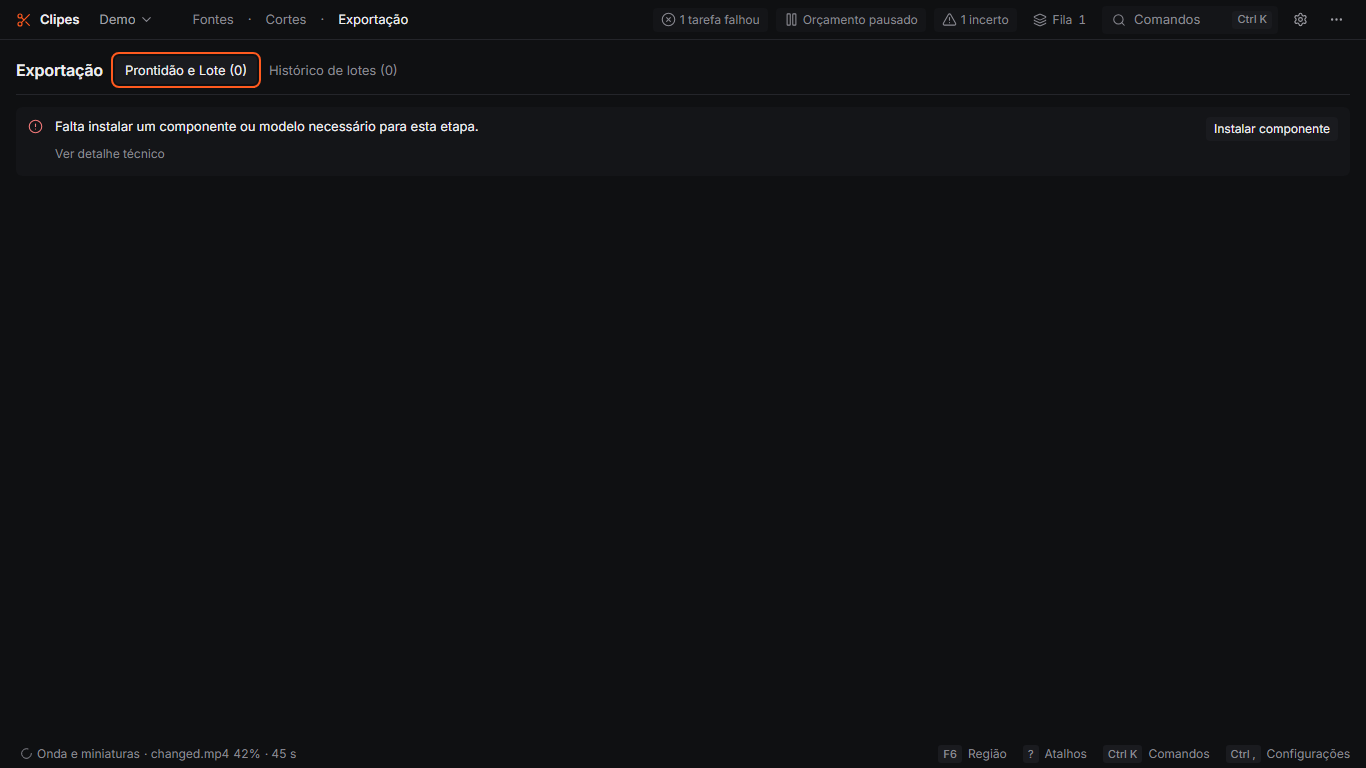 Clipes Demo Fontes · Cortes · Exportação 1 tarefa falhou Orçamento pausado 1 incerto Fila 1 Comandos Ctrl K
Exportação Prontidão e Lote (0) Histórico de lotes (0)
Falta instalar um componente ou modelo necessário para esta etapa. Instalar componente
Ver detalhe técnico
Onda e miniaturas · changed.mp4 42% · 45 s F6 Região ? Atalhos Ctrl K Comandos Ctrl , Configurações